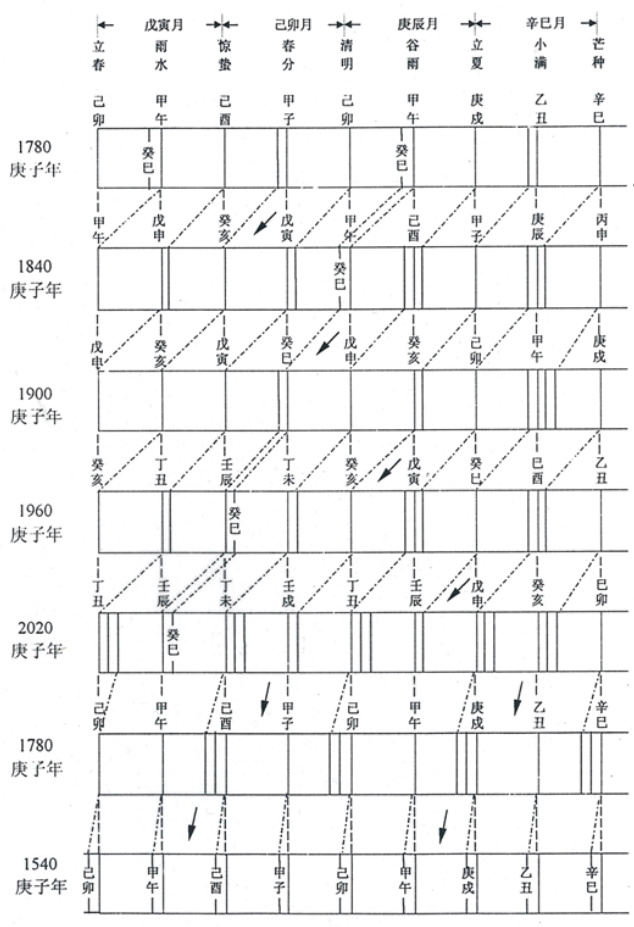 戊寅月 己卯月 庚辰月 辛巳月
立春 雨水 惊蛰 春分 清明 谷雨 立夏 小满 芒种
己卯 甲午 己酉 甲子 己卯 甲午 庚戌 乙丑 辛巳
1780
庚子年
癸巳 癸巳
甲午 戊申 癸亥 戊寅 甲午 己酉 甲子 庚辰 丙申
1840
庚子年
癸巳
戊申 癸亥 戊寅 癸巳 戊申 癸亥 己卯 甲午 庚戌
1900
庚子年
癸亥 丁丑 壬辰 丁未 癸亥 戊寅 癸巳 巳酉 乙丑
1960
庚子年
癸巳
丁丑 壬辰 丁未 壬戌 丁丑 壬辰 戊申 癸亥 巳卯
2020
庚子年
癸巳
己卯 甲午 己酉 甲子 己卯 甲午 庚戌 乙丑 辛巳
1780
庚子年
1540
庚子年
己卯 甲午 己酉 甲子 己卯 甲午 庚戌 乙丑 辛巳